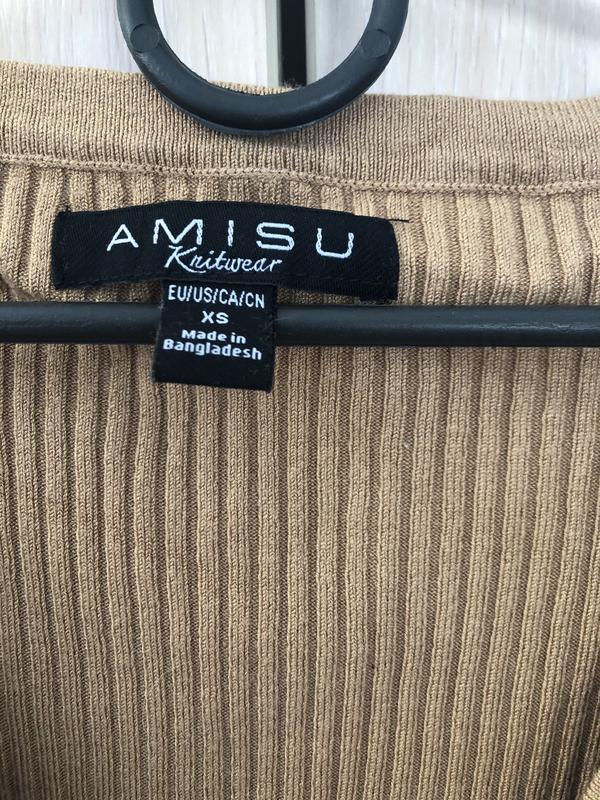 AMISU
Knitwear
EU/US/CA/CN
XS
Made in
Bangladesh